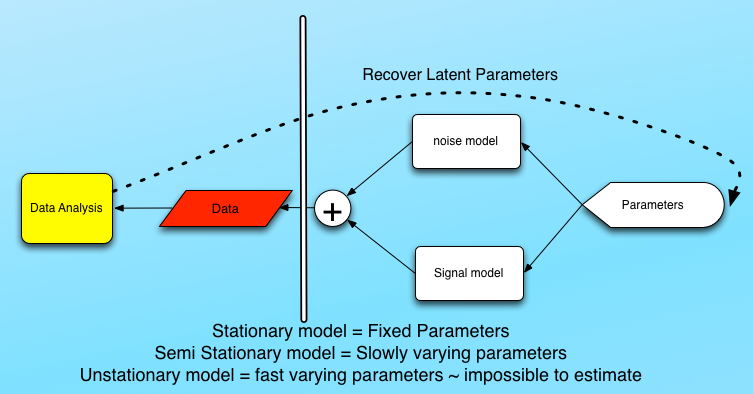 Recover Latent Parameters
noise model
Data Analysis
Data
+
Parameters
Signal model
Stationary model = Fixed Parameters
Semi Stationary model = Slowly varying parameters
Unstationary model = fast varying parameters ~ impossible to estimate